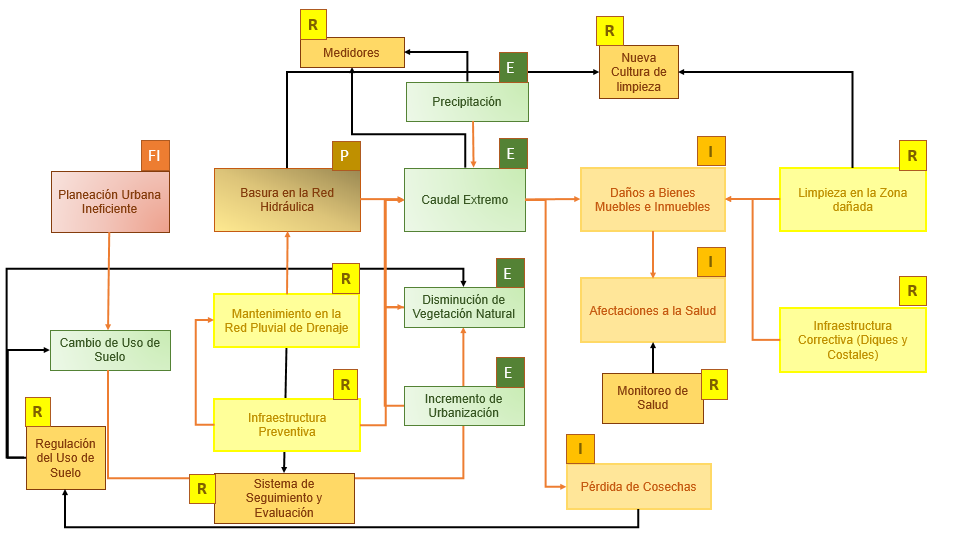 R
Medidores
R
Nueva
Cultura de
limpieza
E
Precipitación
FI
Planeación Urbana
Ineficiente
P
Basura en la Red
Hidráulica
E
Caudal Extremo
I
Daños a Bienes
Muebles e Inmuebles
R
Limpieza en la Zona
dañada
R
Mantenimiento en la
Red Pluvial de Drenaje
E
Disminución de
Vegetación Natural
I
Afectaciones a la Salud
R
Infraestructura
Correctiva (Diques y
Costales)
Cambio de Uso de
Suelo
R
Infraestructura
Preventiva
E
Incremento de
Urbanización
Monitoreo de
Salud
R
R
Regulación
del Uso de
Suelo
R
Sistema de
Seguimiento y
Evaluación
I
Pérdida de Cosechas